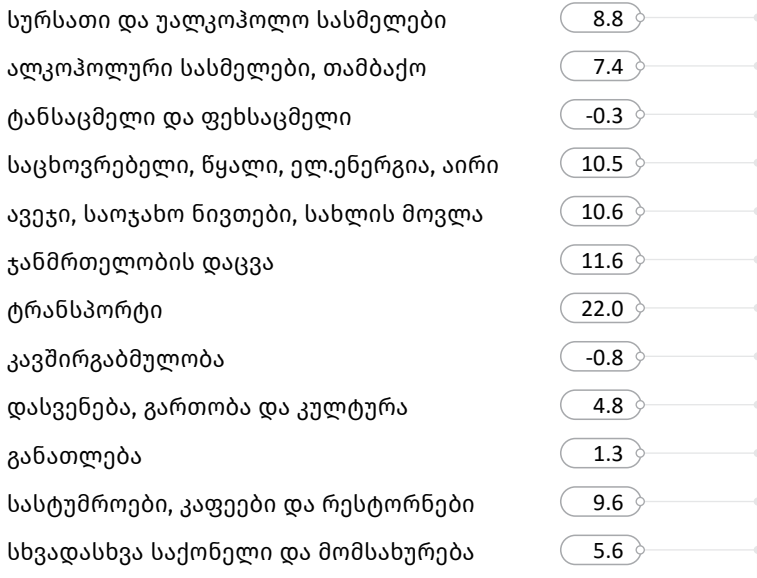 სურსათი და უალკოჰოლო სასმელები 8.8
ალკოჰოლური სასმელები, თამბაქო 7.4
ტანსაცმელი და ფეხსაცმელი -0.3
საცხოვრებელი, წყალი, ელ.ენერგია, აირი 10.5
ავეჯი, საოჯახო ნივთები, სახლის მოვლა 10.6
ჯანმრთელობის დაცვა 11.6
ტრანსპორტი 22.0
კავშირგაბმულობა -0.8
დასვენება, გართობა და კულტურა 4.8
განათლება 1.3
სასტუმროები, კაფეები და რესტორნები 9.6
სხვადასხვა საქონელი და მომსახურება 5.6